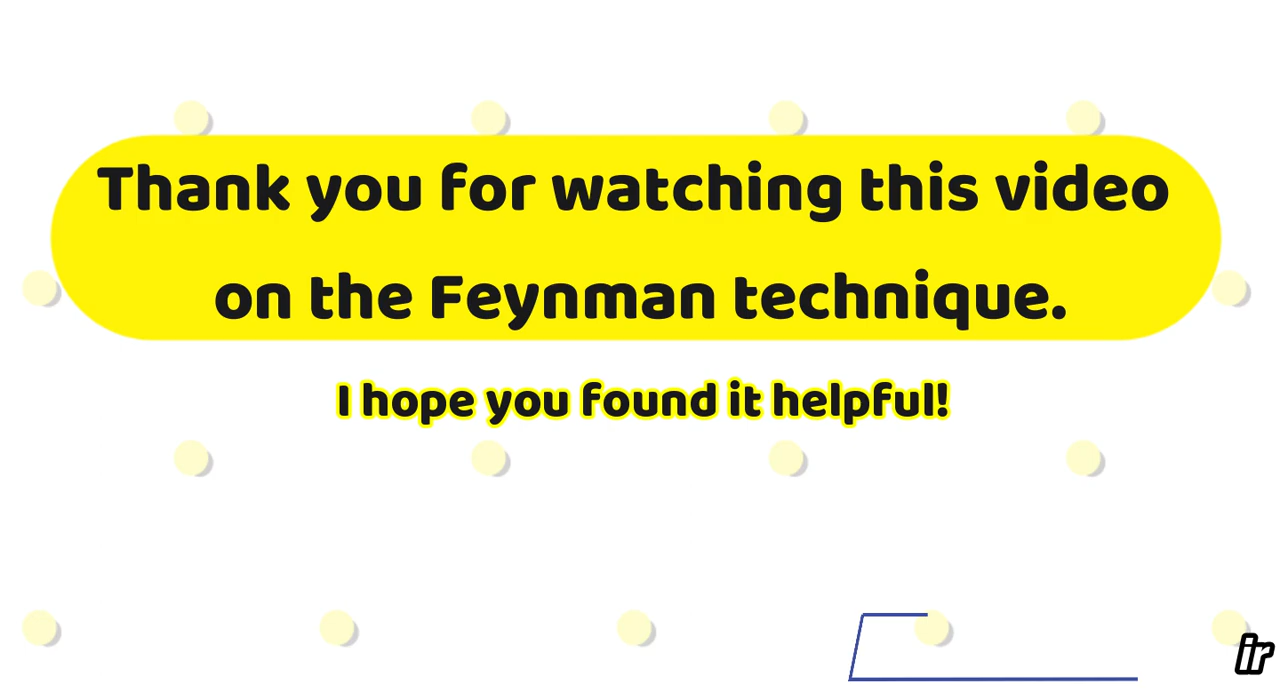 Thank you for watching this video
on the Feynman technique.
I hope you found it helpful!
ir